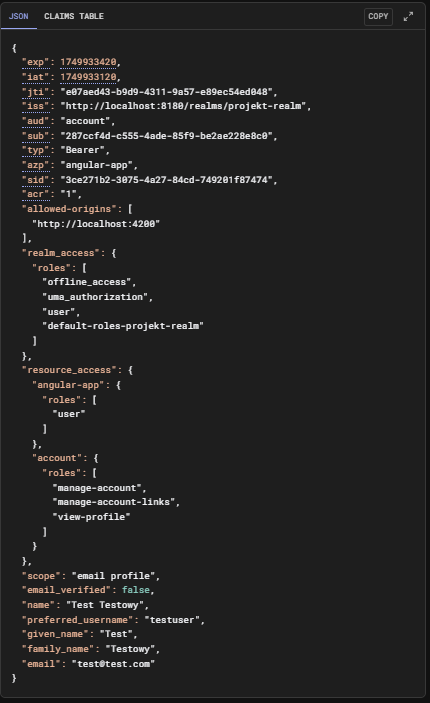 JSON CLAIMS TABLE COPY
{
"exp": 1749933420,
"iat": 1749933120,
"jti": "e07aed43-b9d9-4311-9a57-e89ec54ed048",
"iss": "http://localhost:8180/realms/projekt-realm",
"aud": "account",
"sub": "287ccf4d-c555-4ade-85f9-be2ae228e8c0",
"typ": "Bearer",
"azp": "angular-app",
"sid": "3ce271b2-3075-4a27-84cd-749201f87474",
"acr": "1",
"allowed-origins": [
"http://localhost:4200"
],
"realm_access": {
"roles": [
"offline_access",
"uma_authorization",
"user",
"default-roles-projekt-realm"
]
},
"resource_access": {
"angular-app": {
"roles": [
"user"
]
},
"account": {
"roles": [
"manage-account",
"manage-account-links",
"view-profile"
]
}
},
"scope": "email profile",
"email_verified": false,
"name": "Test Testowy",
"preferred_username": "testuser",
"given_name": "Test",
"family_name": "Testowy",
"email": "test@test.com"
}